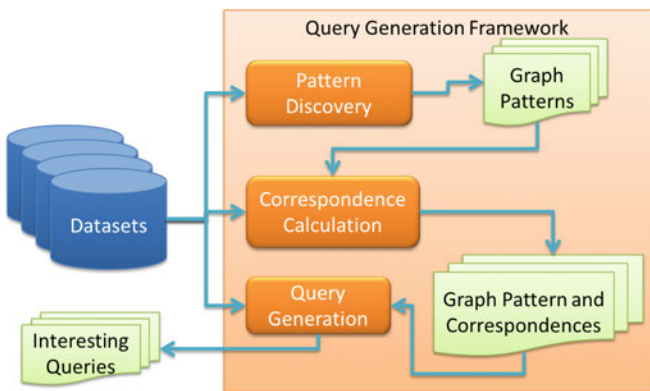 Query Generation Framework
Pattern
Discovery
Graph
Patterns
Datasets
Correspondence
Calculation
Query
Generation
Graph Pattern and
Correspondences
Interesting
Queries